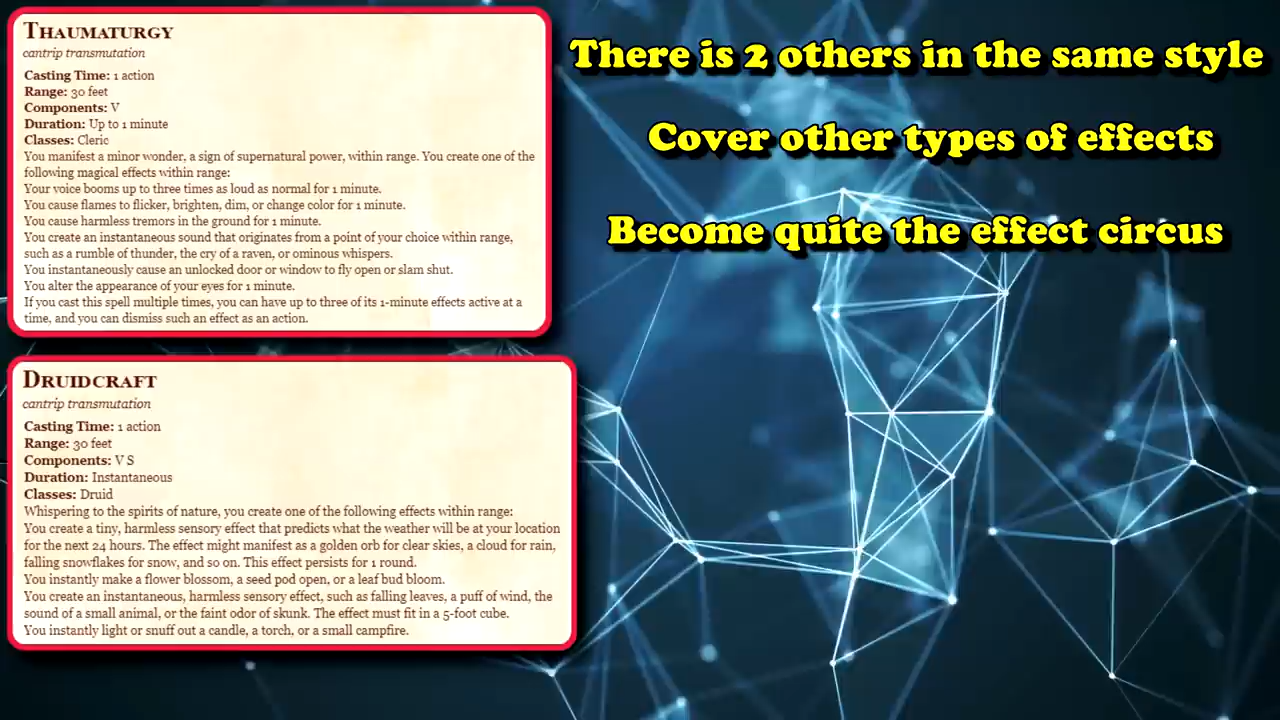 THAUMATURGY
cantrip transmutation
Casting Time: 1 action
Range: 30 feet
Components: V
Duration: Up to 1 minute
Classes: Cleric
You manifest a minor wonder, a sign of supernatural power, within range. You create one of the
following magical effects within range:
Your voice booms up to three times as loud as normal for 1 minute.
You cause flames to flicker, brighten, dim, or change color for 1 minute.
You cause harmless tremors in the ground for 1 minute.
You create an instantaneous sound that originates from a point of your choice within range,
such as a rumble of thunder, the cry of a raven, or ominous whispers.
You instantaneously cause an unlocked door or window to fly open or slam shut.
You alter the appearance of your eyes for 1 minute.
If you cast this spell multiple times, you can have up to three of its 1-minute effects active at a
time, and you can dismiss such an effect as an action.
There is 2 others in the same style
Cover other types of effects
Become quite the effect circus
DRUIDCRAFT
cantrip transmutation
Casting Time: 1 action
Range: 30 feet
Components: V S
Duration: Instantaneous
Classes: Druid
Whispering to the spirits of nature, you create one of the following effects within range:
You create a tiny, harmless sensory effect that predicts what the weather will be at your location
for the next 24 hours. The effect might manifest as a golden orb for clear skies, a cloud for rain,
falling snowflakes for snow, and so on. This effect persists for 1 round.
You instantly make a flower blossom, a seed pod open, or a leaf bud bloom.
You create an instantaneous, harmless sensory effect, such as falling leaves, a puff of wind, the
sound of a small animal, or the faint odor of skunk. The effect must fit in a 5-foot cube.
You instantly light or snuff out a candle, a torch, or a small campfire.